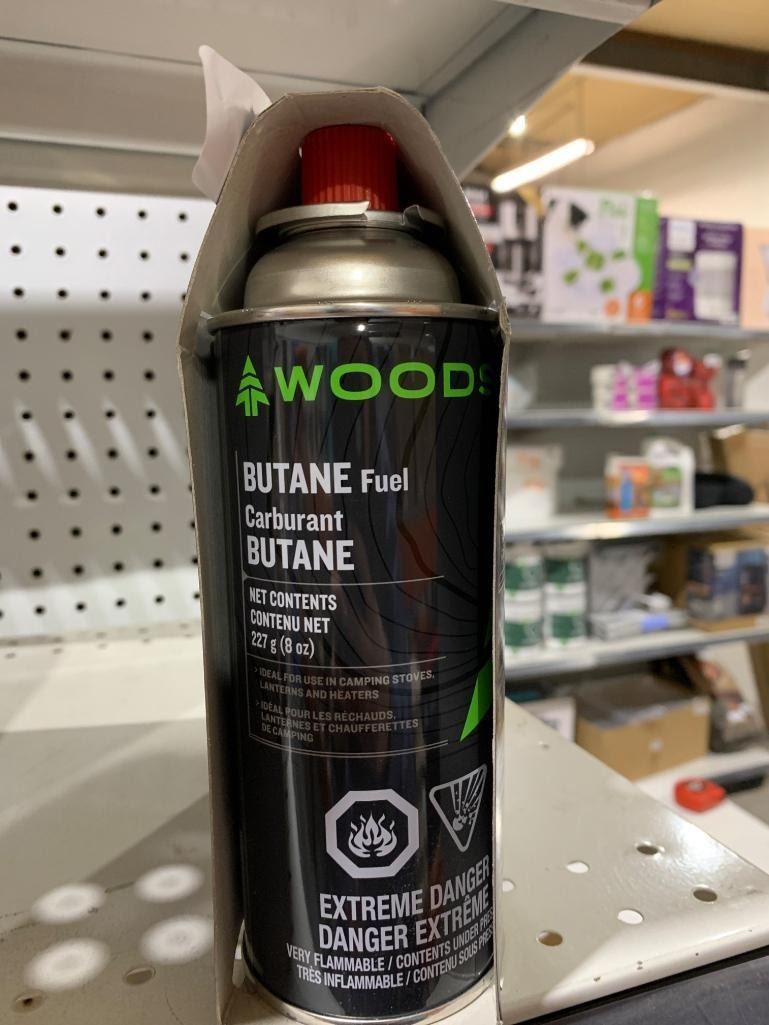 WOODS
BUTANE Fuel
Carburant
BUTANE
NET CONTENTS
CONTENU NET
227 g (8 oz)
> IDEAL FOR USE IN CAMPING STOVES,
LANTERNS AND HEATERS
> IDÉAL POUR LES RÉCHAUDS,
LANTERNES ET CHAUFFERETTES
DE CAMPING
EXTREME DANGER
DANGER EXTRÊME
VERY FLAMMABLE / CONTENTS UNDER PRES
TRÈS INFLAMMABLE / CONTENU SOUS PRES